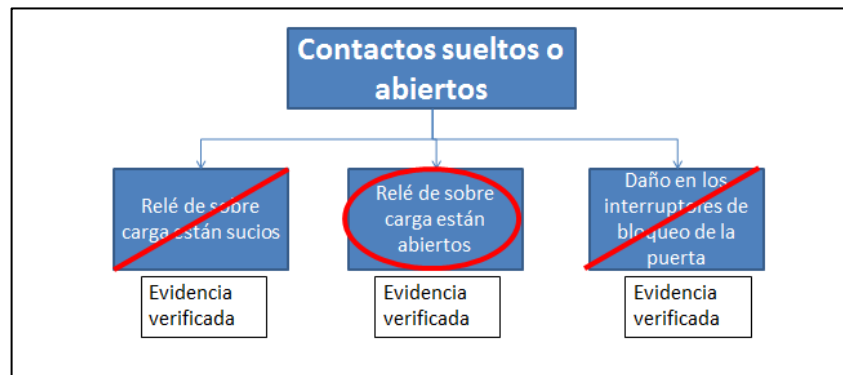 Contactos sueltos o
abiertos
Relé de sobre
carga están sucios
Relé de sobre
carga están
abiertos
Daño en los
interruptores de
bloqueo de la
puerta
Evidencia
verificada
Evidencia
verificada
Evidencia
verificada